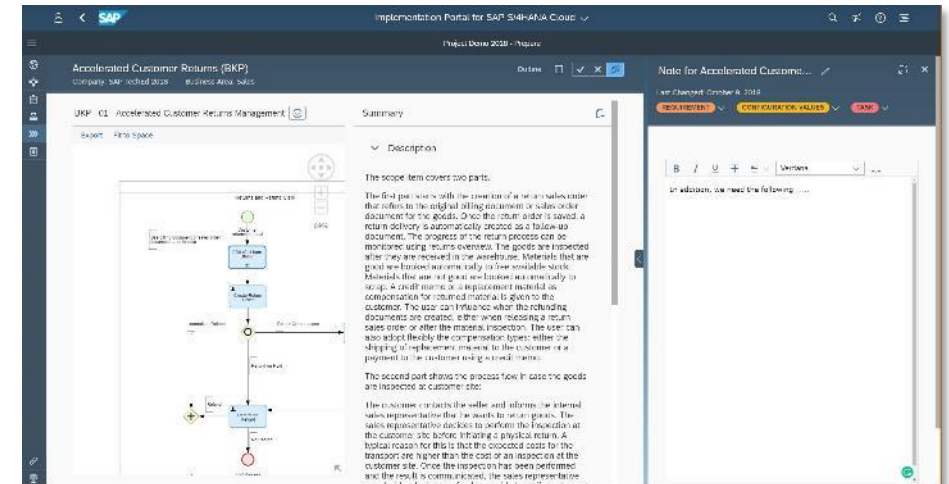 SAP
Implementation Portal for SAP S/4HANA Cloud
Project Demo 2018 - Prepare
Accelerated Customer Returns (BKP)
Company: SAP TechEd 2018 Business Area: Sales
Outline
BKP - 01 - Accelerated Customer Returns Management
Export Fit to Space
Returns and Refund Clerk
Summary
Description
The scope item covers two parts.
The first part starts with the creation of a return sales order
that refers to the original billing document or sales order
document for the goods. Once the return order is saved, a
return delivery is automatically created as a follow-up
document. The progress of the return process can be
monitored using returns overview. The goods are inspected
after they are received in the warehouse. Materials that are
good are booked automatically to free available stock.
Materials that are not good are booked automatically to
scrap. A credit memo or a replacement material as
compensation for returned material is given to the
customer. The user can influence when the refunding
documents are created, either when releasing a return
sales order or after the material inspection. The user can
also adopt flexibly the compensation types: either the
shipping of replacement material to the customer or a
payment to the customer using a credit memo.
The second part shows the process flow in case the goods
are inspected at customer site:
The customer contacts the seller and informs the internal
sales representative that he wants to return goods. The
sales representative decides to perform the inspection at
the customer site before initiating a physical return. A
typical reason for this is that the expected costs for the
transport are higher than the cost of an inspection at the
customer site. Once the inspection has been performed
and the result is communicated, the sales representative
Note for Accelerated Custome...
Last Changed: October 9, 2018
REQUIREMENT
CONFIGURATION VALUES
TASK
B I U Verdana ...
In addition, we need the following .....